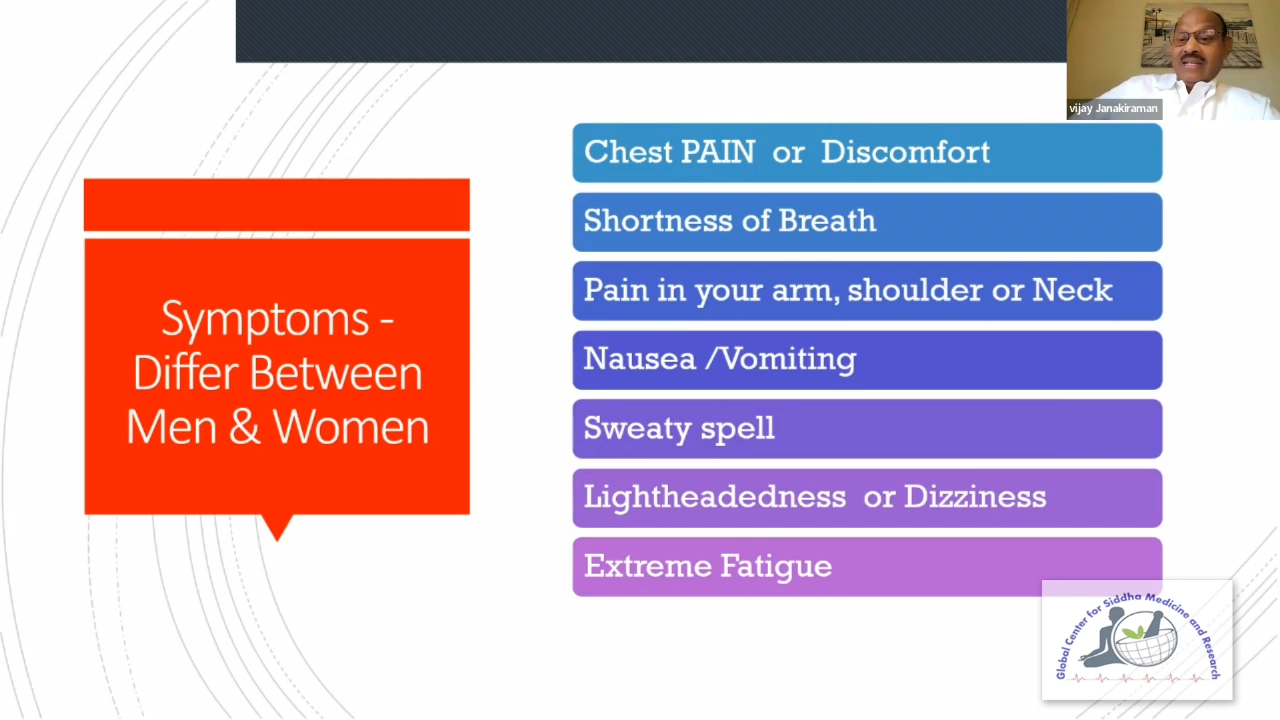 vijay Janakiraman
Symptoms -
Differ Between
Men & Women
Chest PAIN or Discomfort
Shortness of Breath
Pain in your arm, shoulder or Neck
Nausea /Vomiting
Sweaty spell
Lightheadedness or Dizziness
Extreme Fatigue
Global Center for Siddha Medicine and Research